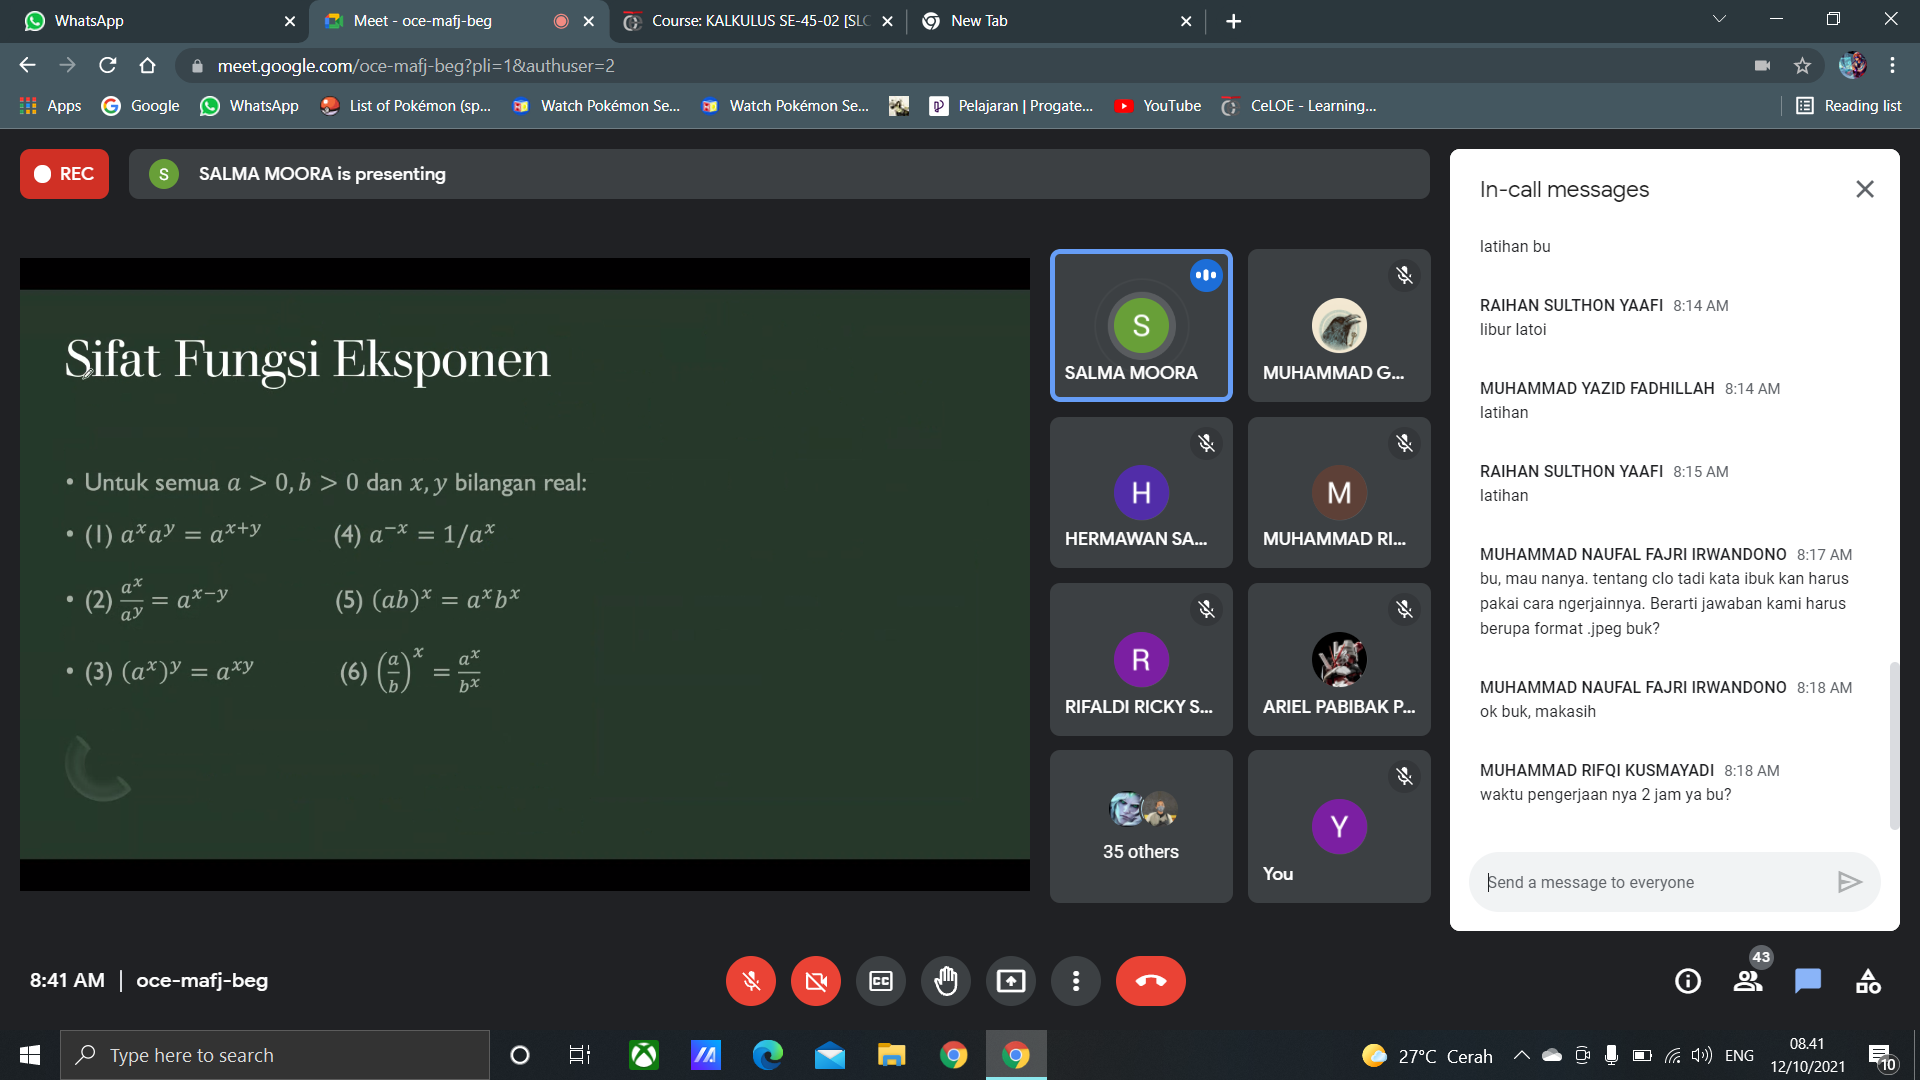 WhatsApp
Meet - oce-mafj-beg
Course: KALKULUS SE-45-02 [SLC
New Tab
meet.google.com/oce-mafj-beg?pli=1&authuser=2
Apps
Google
WhatsApp
List of Pokémon (sp...
Watch Pokémon Se...
Watch Pokémon Se...
Pelajaran | Progate...
YouTube
CeLOE - Learning...
Reading list
REC
S
SALMA MOORA is presenting
Sifat Fungsi Eksponen
• Untuk semua a > 0, b > 0 dan x, y bilangan real:
• (1) a^x a^y = a^{x+y} (4) a^{-x} = 1/a^x
• (2) a^x/a^y = a^{x-y} (5) (ab)^x = a^x b^x
• (3) (a^x)^y = a^{xy} (6) (a/b)^x = a^x/b^x
S
SALMA MOORA
MUHAMMAD G...
H
HERMAWAN SA...
M
MUHAMMAD RI...
R
RIFALDI RICKY S...
ARIEL PABIBAK P...
35 others
Y
You
In-call messages
latihan bu
RAIHAN SULTHON YAAFI 8:14 AM
libur latoi
MUHAMMAD YAZID FADHILLAH 8:14 AM
latihan
RAIHAN SULTHON YAAFI 8:15 AM
latihan
MUHAMMAD NAUFAL FAJRI IRWANDONO 8:17 AM
bu, mau nanya. tentang clo tadi kata ibuk kan harus
pakai cara ngerjainnya. Berarti jawaban kami harus
berupa format .jpeg buk?
MUHAMMAD NAUFAL FAJRI IRWANDONO 8:18 AM
ok buk, makasih
MUHAMMAD RIFQI KUSMAYADI 8:18 AM
waktu pengerjaan nya 2 jam ya bu?
Send a message to everyone
8:41 AM | oce-mafj-beg
43
Type here to search
27°C Cerah
ENG
08.41
12/10/2021
10